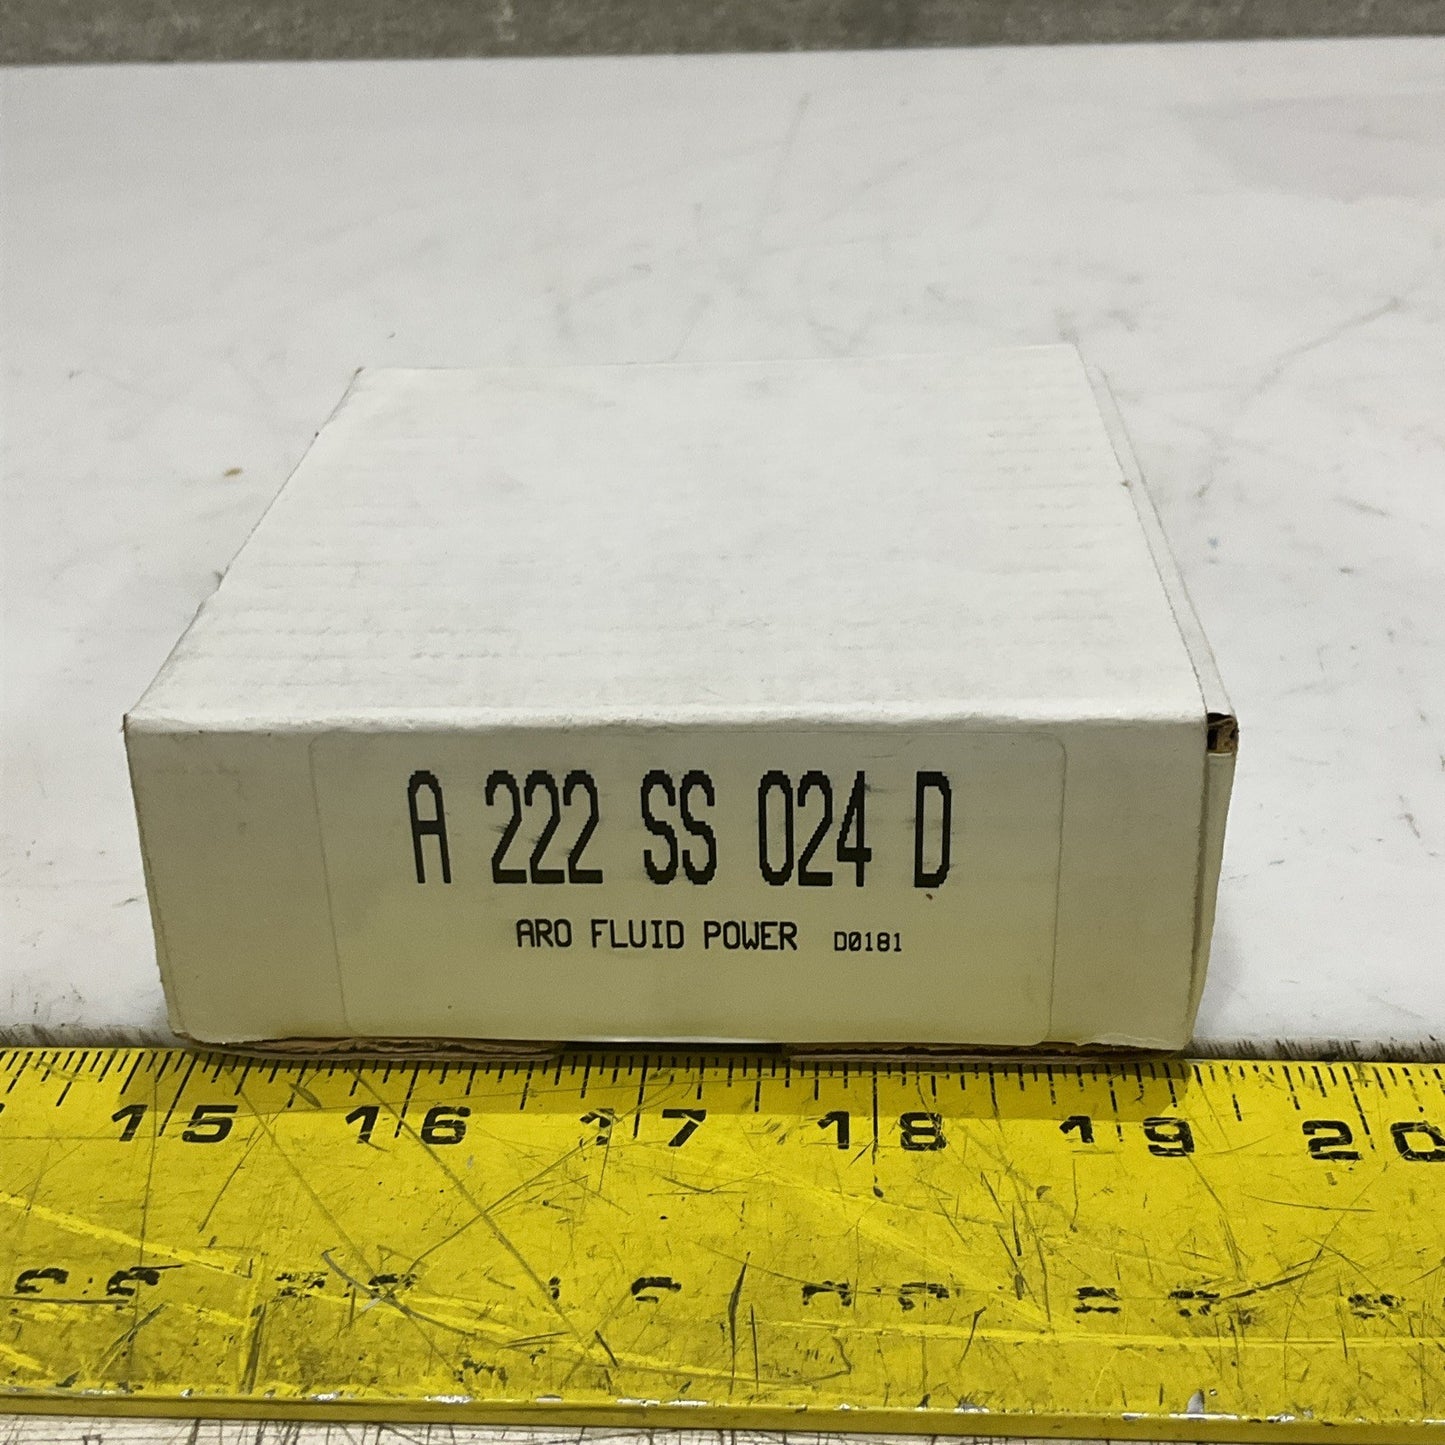 A 222 SS 024 D
ARO FLUID POWER D0181
15 16 17 18 19 20